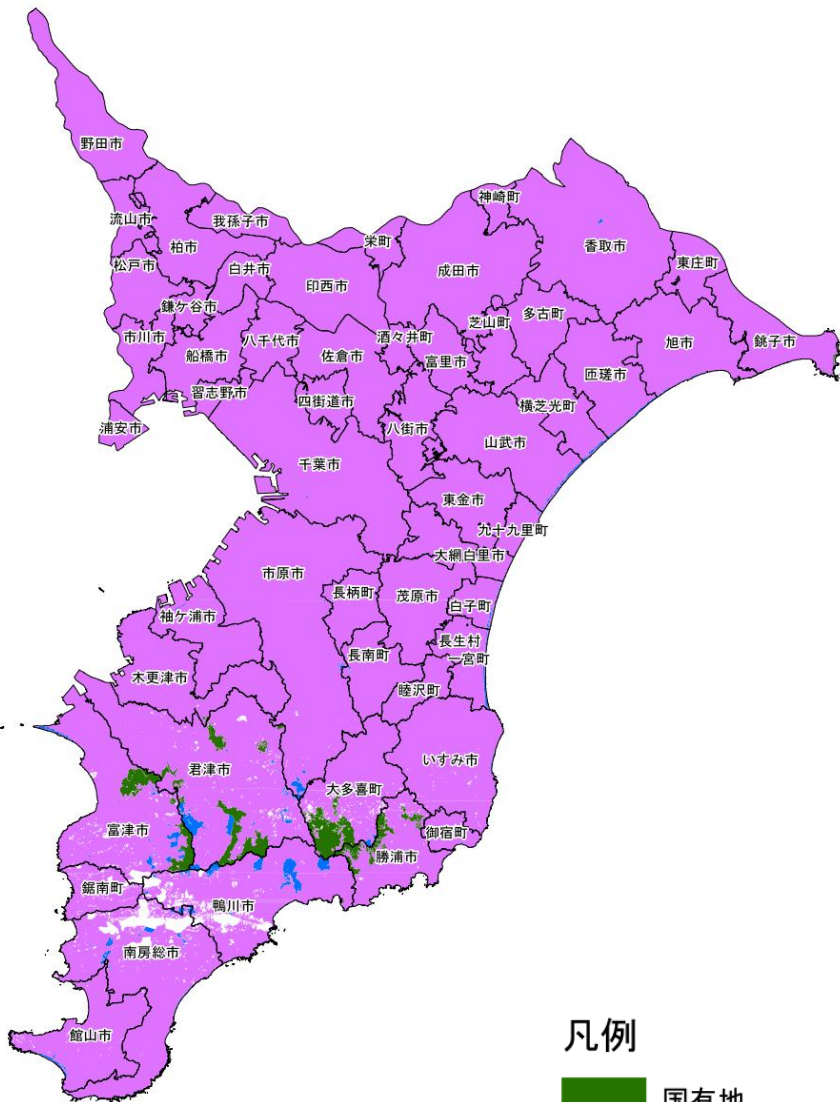 野田市
流山市
柏市
我孫子市
松戸市
白井市
印西市
栄町
成田市
神崎町
香取市
東庄町
鎌ケ谷市
市川市
船橋市
八千代市
佐倉市
酒々井町
富里市
芝山町
多古町
匝瑳市
旭市
銚子市
習志野市
四街道市
八街市
横芝光町
山武市
浦安市
千葉市
東金市
九十九里町
大網白里市
市原市
長柄町
茂原市
白子町
袖ケ浦市
長生村
長南町
一宮町
木更津市
睦沢町
君津市
いすみ市
大多喜町
富津市
御宿町
勝浦市
鋸南町
鴨川市
南房総市
館山市
凡例
国有地